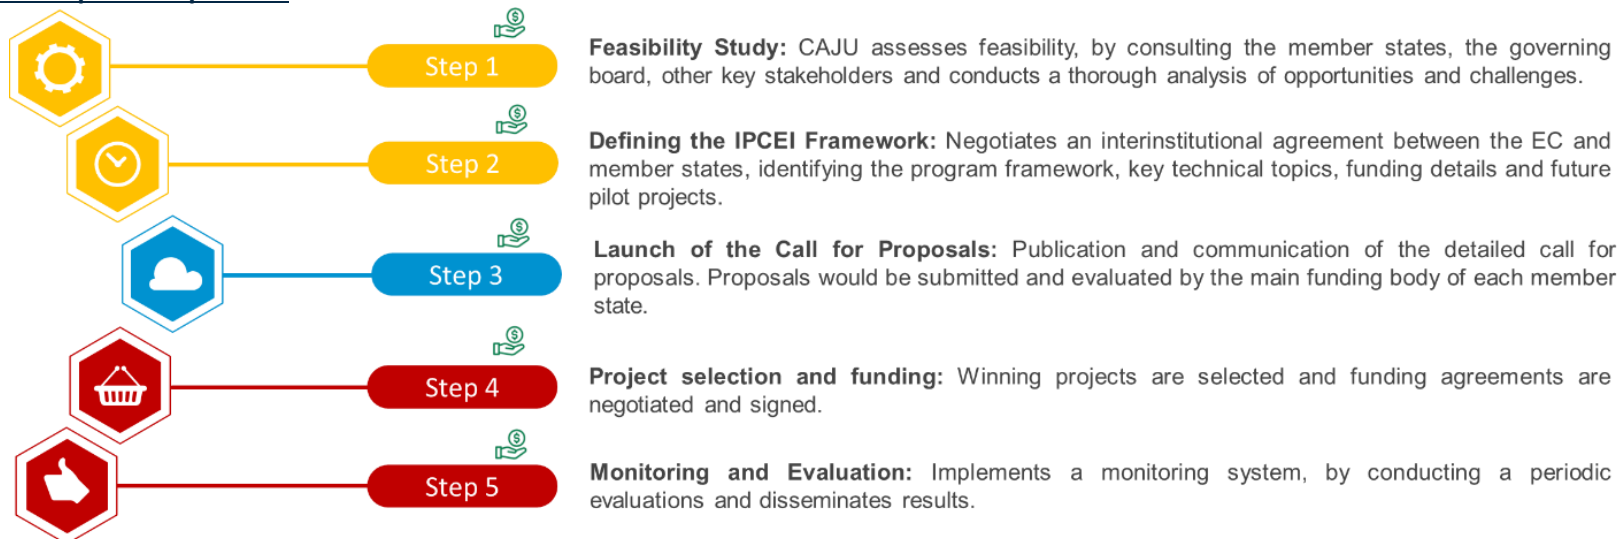 Step 1
Feasibility Study: CAJU assesses feasibility, by consulting the member states, the governing
board, other key stakeholders and conducts a thorough analysis of opportunities and challenges.
Step 2
Defining the IPCEI Framework: Negotiates an interinstitutional agreement between the EC and
member states, identifying the program framework, key technical topics, funding details and future
pilot projects.
Step 3
Launch of the Call for Proposals: Publication and communication of the detailed call for
proposals. Proposals would be submitted and evaluated by the main funding body of each member
state.
Step 4
Project selection and funding: Winning projects are selected and funding agreements are
negotiated and signed.
Step 5
Monitoring and Evaluation: Implements a monitoring system, by conducting a periodic
evaluations and disseminates results.